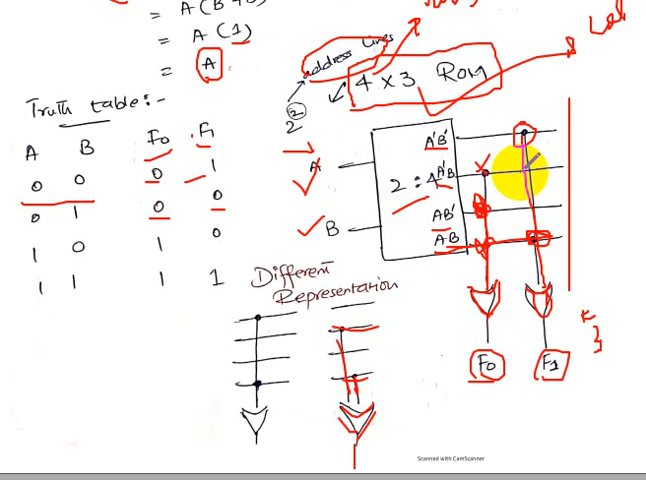 = A (1)
= A
address lines
4 × 3 Rom
2²
Truth table:-
A B F₀ F₁
0 0 0 1
0 1 0 0
1 0 1 0
1 1 1 1
A
B
2:4
A'B'
A'B
AB'
AB
Different
Representation
F₀ F₁
Scanned with CamScanner